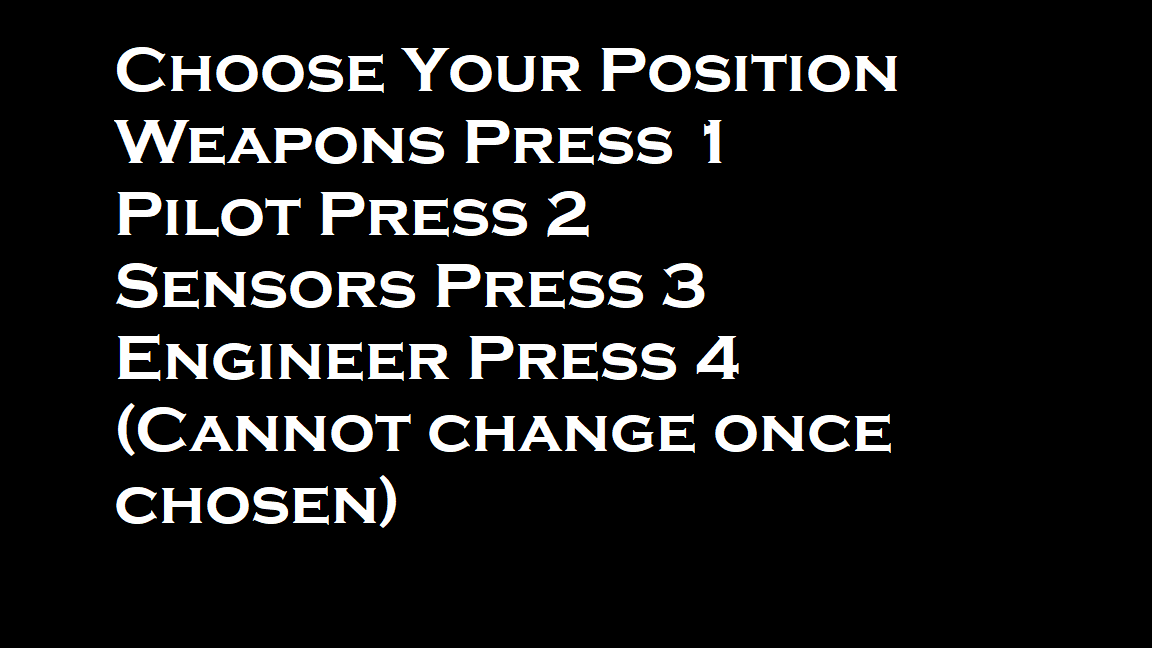 Choose Your Position
Weapons Press 1
Pilot Press 2
Sensors Press 3
Engineer Press 4
(Cannot change once
chosen)